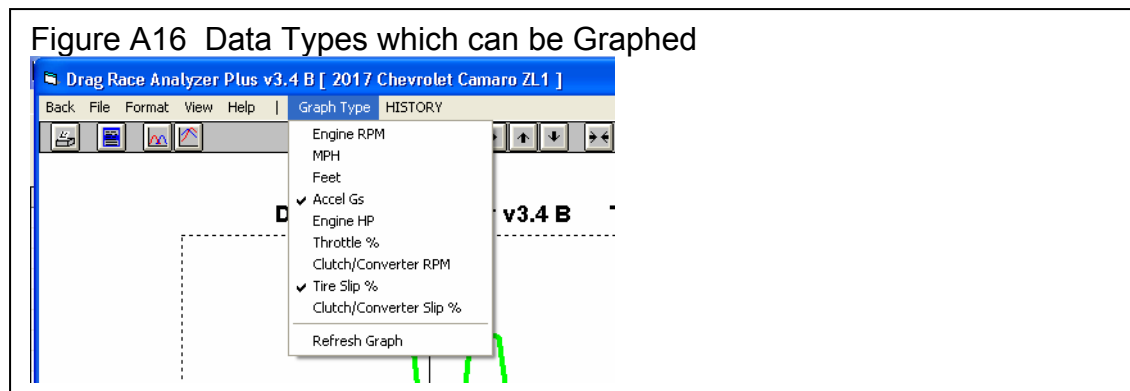 Figure A16  Data Types which can be Graphed
Drag Race Analyzer Plus v3.4 B [ 2017 Chevrolet Camaro ZL1 ]
Back File Format View Help | Graph Type HISTORY
Engine RPM
MPH
Feet
Accel Gs
D v3.4 B
Engine HP
Throttle %
Clutch/Converter RPM
Tire Slip %
Clutch/Converter Slip %
Refresh Graph